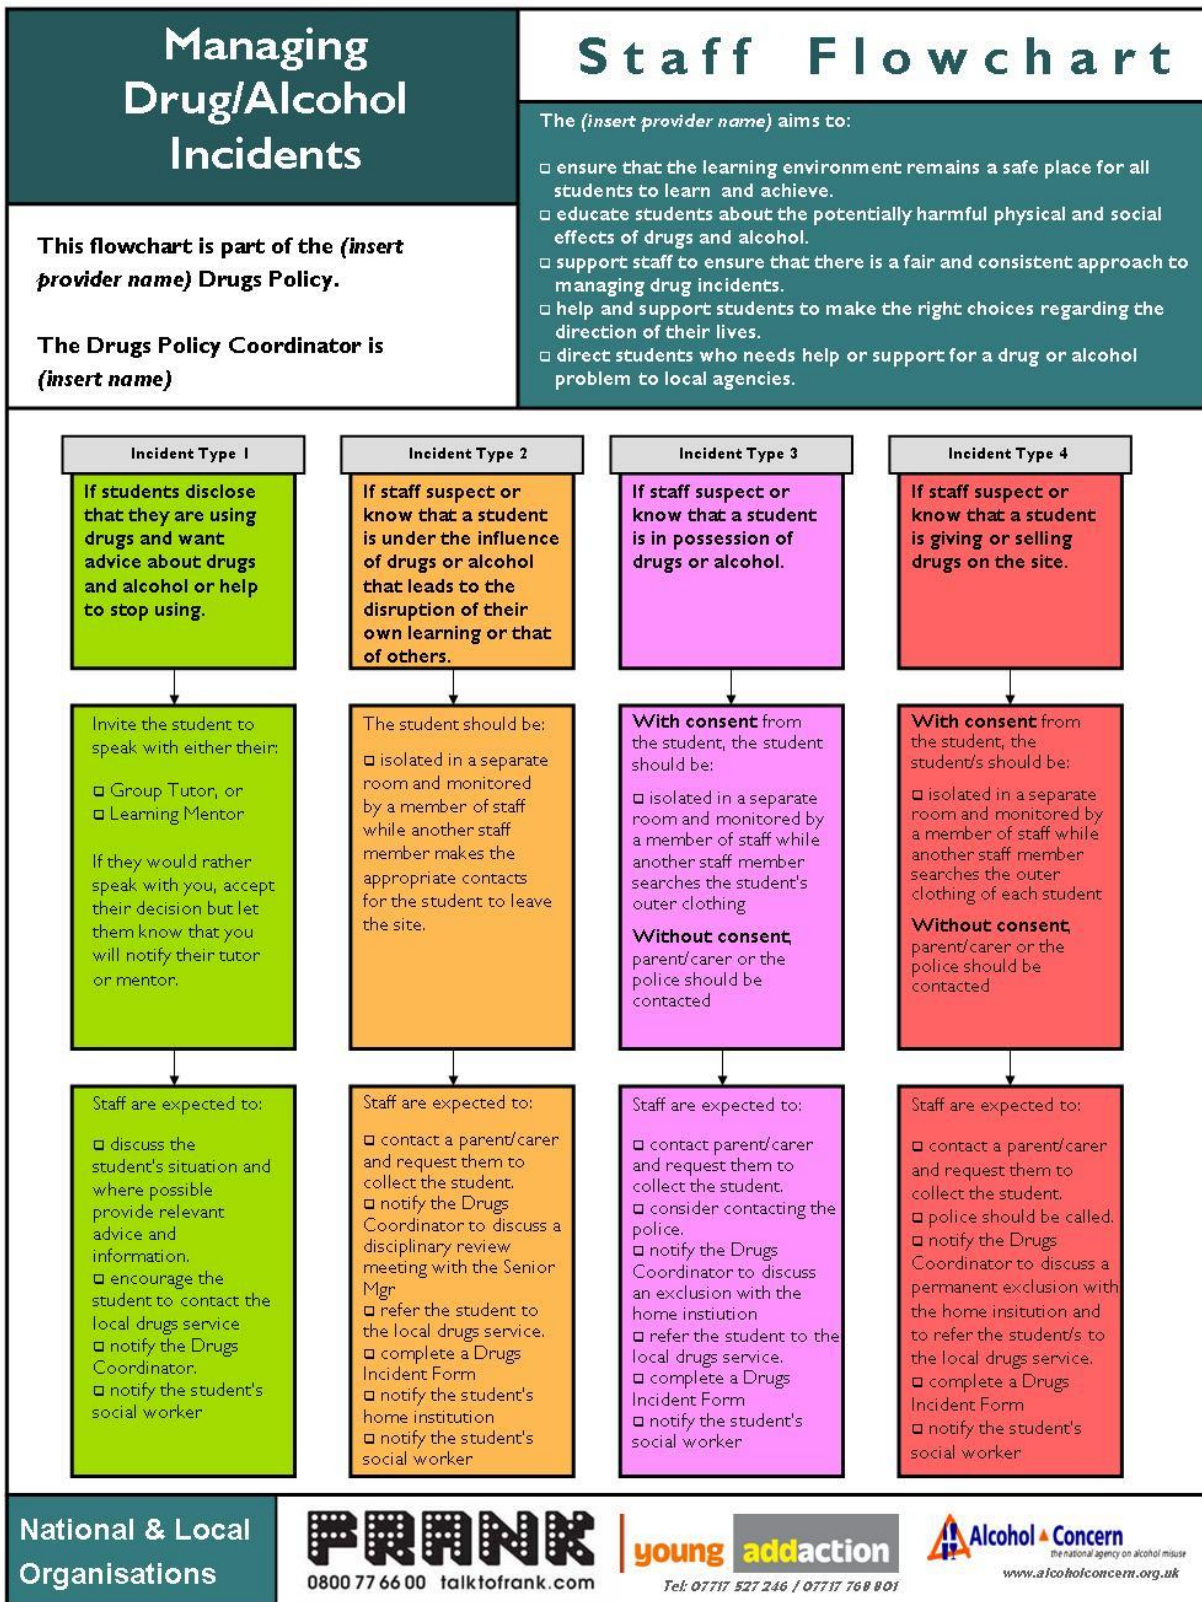 Managing
Drug/Alcohol
Incidents
Staff Flowchart
This flowchart is part of the (insert
provider name) Drugs Policy.
The Drugs Policy Coordinator is
(insert name)
The (insert provider name) aims to:
□ ensure that the learning environment remains a safe place for all
students to learn and achieve.
□ educate students about the potentially harmful physical and social
effects of drugs and alcohol.
□ support staff to ensure that there is a fair and consistent approach to
managing drug incidents.
□ help and support students to make the right choices regarding the
direction of their lives.
□ direct students who needs help or support for a drug or alcohol
problem to local agencies.
Incident Type 1
If students disclose
that they are using
drugs and want
advice about drugs
and alcohol or help
to stop using.
Invite the student to
speak with either their:
□ Group Tutor, or
□ Learning Mentor
If they would rather
speak with you, accept
their decision but let
them know that you
will notify their tutor
or mentor.
Staff are expected to:
□ discuss the
student's situation and
where possible
provide relevant
advice and
information.
□ encourage the
student to contact the
local drugs service
□ notify the Drugs
Coordinator.
□ notify the student's
social worker
Incident Type 2
If staff suspect or
know that a student
is under the influence
of drugs or alcohol
that leads to the
disruption of their
own learning or that
of others.
The student should be:
□ isolated in a separate
room and monitored
by a member of staff
while another staff
member makes the
appropriate contacts
for the student to leave
the site.
Staff are expected to:
□ contact a parent/carer
and request them to
collect the student.
□ notify the Drugs
Coordinator to discuss a
disciplinary review
meeting with the Senior
Mgr
□ refer the student to
the local drugs service.
□ complete a Drugs
Incident Form
□ notify the student's
home institution
□ notify the student's
social worker
Incident Type 3
If staff suspect or
know that a student
is in possession of
drugs or alcohol.
With consent from
the student, the student
should be:
□ isolated in a separate
room and monitored by
a member of staff while
another staff member
searches the student's
outer clothing
Without consent,
parent/carer or the
police should be
contacted
Staff are expected to:
□ contact parent/carer
and request them to
collect the student.
□ consider contacting the
police.
□ notify the Drugs
Coordinator to discuss
an exclusion with the
home instiution
□ refer the student to the
local drugs service.
□ complete a Drugs
Incident Form
□ notify the student's
social worker
Incident Type 4
If staff suspect or
know that a student
is giving or selling
drugs on the site.
With consent from
the student, the
student/s should be:
□ isolated in a separate
room and monitored by
a member of staff while
another staff member
searches the outer
clothing of each student
Without consent,
parent/carer or the
police should be
contacted
Staff are expected to:
□ contact a parent/carer
and request them to
collect the student.
□ police should be called.
□ notify the Drugs
Coordinator to discuss a
permanent exclusion with
the home insitution and
to refer the student/s to
the local drugs service.
□ complete a Drugs
Incident Form
□ notify the student's
social worker
National & Local
Organisations
FRANK
0800 77 66 00 talktofrank.com
young addaction
Tel: 07717 527 246 / 07717 768 801
Alcohol Concern
the national agency on alcohol misuse
www.alcoholconcern.org.uk